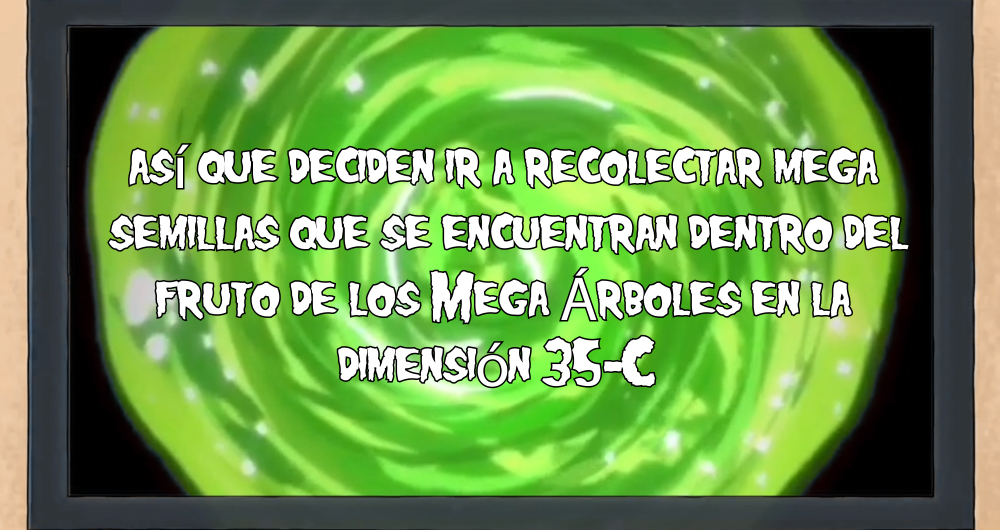 así que deciden ir a recolectar mega
semillas que se encuentran dentro del
fruto de los Mega Árboles en la
dimensión 35-C